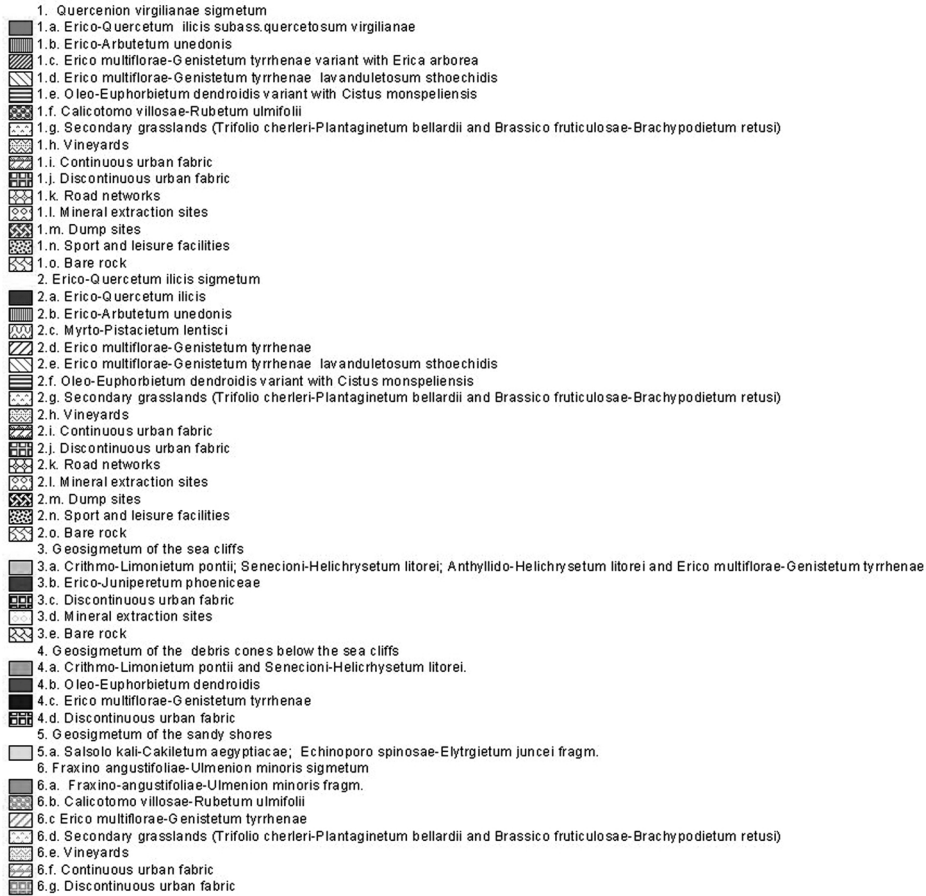 1. Quercenion virgilianae sigmetum
1.a. Erico-Quercetum ilicis subass.quercetosum virgilianae
1.b. Erico-Arbutetum unedonis
1.c. Erico multiflorae-Genistetum tyrrhenae variant with Erica arborea
1.d. Erico multiflorae-Genistetum tyrrhenae lavanduletosum sthoechidis
1.e. Oleo-Euphorbietum dendroidis variant with Cistus monspeliensis
1.f. Calicotomo villosae-Rubetum ulmifolii
1.g. Secondary grasslands (Trifolio cherleri-Plantaginetum bellardii and Brassico fruticulosae-Brachypodietum retusi)
1.h. Vineyards
1.i. Continuous urban fabric
1.j. Discontinuous urban fabric
1.k. Road networks
1.l. Mineral extraction sites
1.m. Dump sites
1.n. Sport and leisure facilities
1.o. Bare rock
2. Erico-Quercetum ilicis sigmetum
2.a. Erico-Quercetum ilicis
2.b. Erico-Arbutetum unedonis
2.c. Myrto-Pistacietum lentisci
2.d. Erico multiflorae-Genistetum tyrrhenae
2.e. Erico multiflorae-Genistetum tyrrhenae lavanduletosum sthoechidis
2.f. Oleo-Euphorbietum dendroidis variant with Cistus monspeliensis
2.g. Secondary grasslands (Trifolio cherleri-Plantaginetum bellardii and Brassico fruticulosae-Brachypodietum retusi)
2.h. Vineyards
2.i. Continuous urban fabric
2.j. Discontinuous urban fabric
2.k. Road networks
2.l. Mineral extraction sites
2.m. Dump sites
2.n. Sport and leisure facilities
2.o. Bare rock
3. Geosigmetum of the sea cliffs
3.a. Crithmo-Limonietum pontii; Senecioni-Helichrysetum litorei; Anthyllido-Helichrysetum litorei and Erico multiflorae-Genistetum tyrrhenae
3.b. Erico-Juniperetum phoeniceae
3.c. Discontinuous urban fabric
3.d. Mineral extraction sites
3.e. Bare rock
4. Geosigmetum of the debris cones below the sea cliffs
4.a. Crithmo-Limonietum pontii and Senecioni-Helicrhysetum litorei.
4.b. Oleo-Euphorbietum dendroidis
4.c. Erico multiflorae-Genistetum tyrrhenae
4.d. Discontinuous urban fabric
5. Geosigmetum of the sandy shores
5.a. Salsolo kali-Cakiletum aegyptiacae; Echinoporo spinosae-Elytrgietum juncei fragm.
6. Fraxino angustifoliae-Ulmenion minoris sigmetum
6.a. Fraxino-angustifoliae-Ulmenion minoris fragm.
6.b. Calicotomo villosae-Rubetum ulmifolii
6.c Erico multiflorae-Genistetum tyrrhenae
6.d. Secondary grasslands (Trifolio cherleri-Plantaginetum bellardii and Brassico fruticulosae-Brachypodietum retusi)
6.e. Vineyards
6.f. Continuous urban fabric
6.g. Discontinuous urban fabric